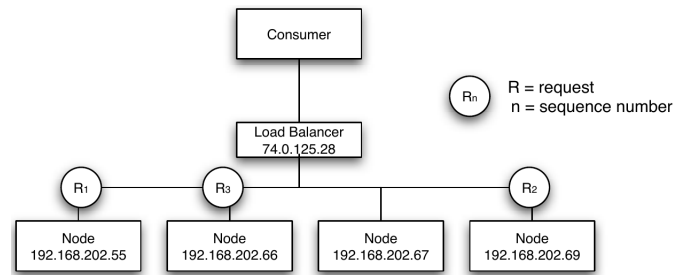 Consumer
R = request
n = sequence number
Rn
Load Balancer
74.0.125.28
R1
R3
R2
Node
192.168.202.55
Node
192.168.202.66
Node
192.168.202.67
Node
192.168.202.69